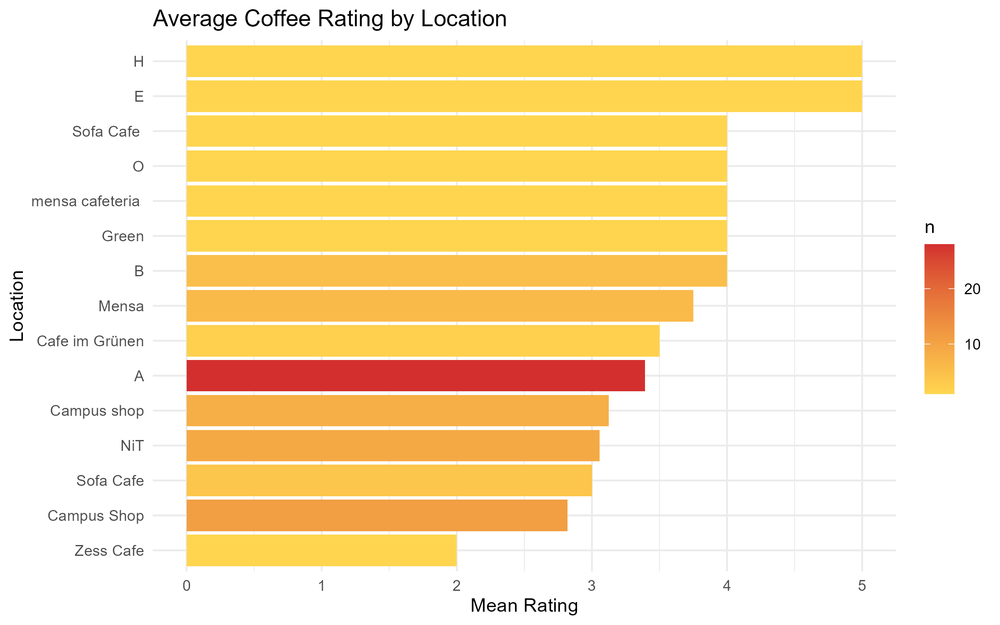 Average Coffee Rating by Location
H
E
Sofa Cafe
O
mensa cafeteria
Green
B
Mensa
Cafe im Grünen
A
Campus shop
NiT
Sofa Cafe
Campus Shop
Zess Cafe
Location
0 1 2 3 4 5
Mean Rating
n
20
10